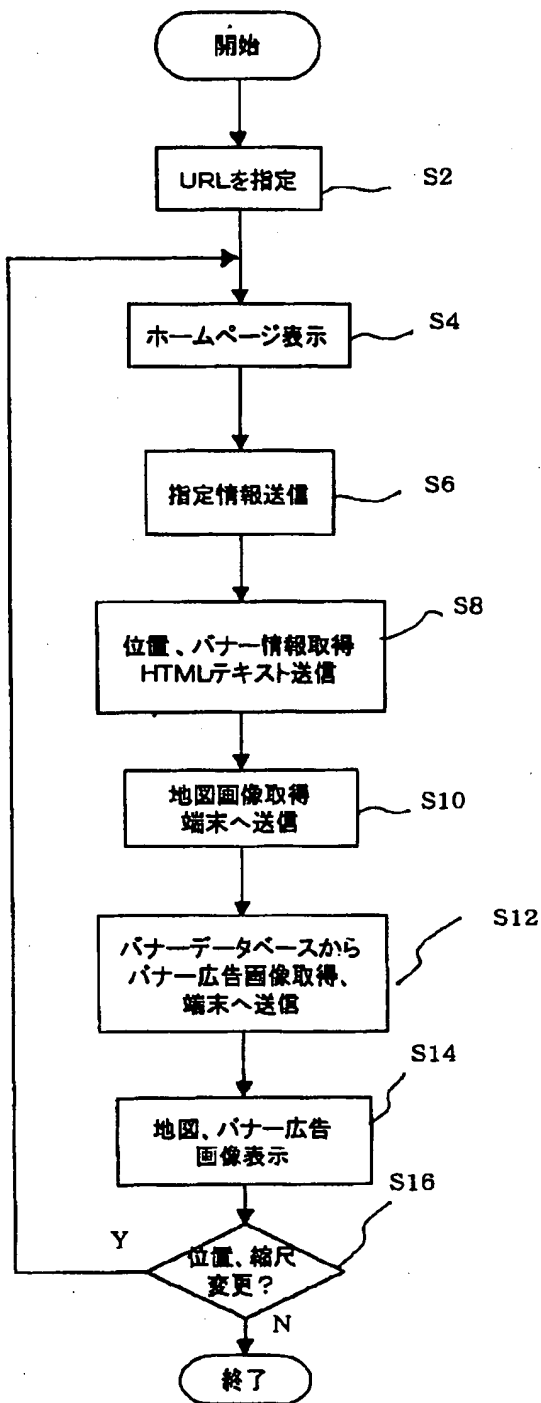 開始
URLを指定
S2
ホームページ表示
S4
指定情報送信
S6
位置、バナー情報取得
HTMLテキスト送信
S8
地図画像取得
端末へ送信
S10
バナーデータベースから
バナー広告画像取得、
端末へ送信
S12
地図、バナー広告
画像表示
S14
位置、縮尺
変更?
S16
Y
N
終了